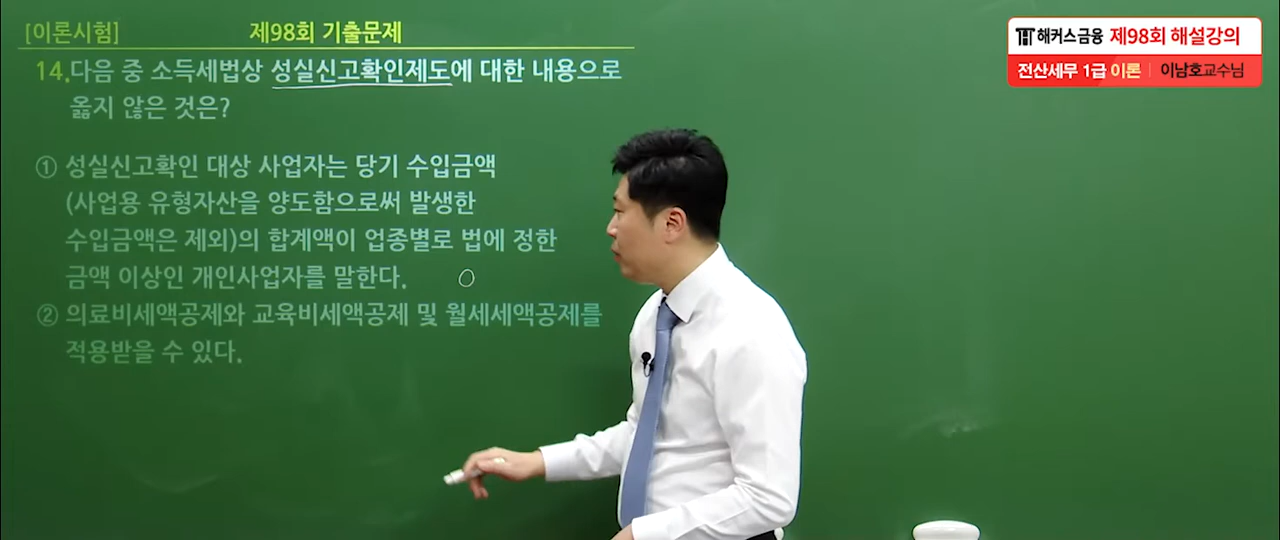 [이론시험] 제98회 기출문제
14.다음 중 소득세법상 성실신고확인제도에 대한 내용으로
옳지 않은 것은?
① 성실신고확인 대상 사업자는 당기 수입금액
(사업용 유형자산을 양도함으로써 발생한
수입금액은 제외)의 합계액이 업종별로 법에 정한
금액 이상인 개인사업자를 말한다.
② 의료비세액공제와 교육비세액공제 및 월세세액공제를
적용받을 수 있다.
해커스금융 제98회 해설강의
전산세무 1급 이론 | 이남호교수님